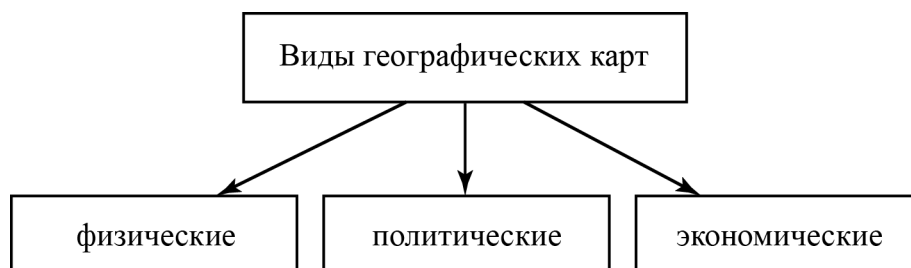 Виды географических карт
физические
политические
экономические